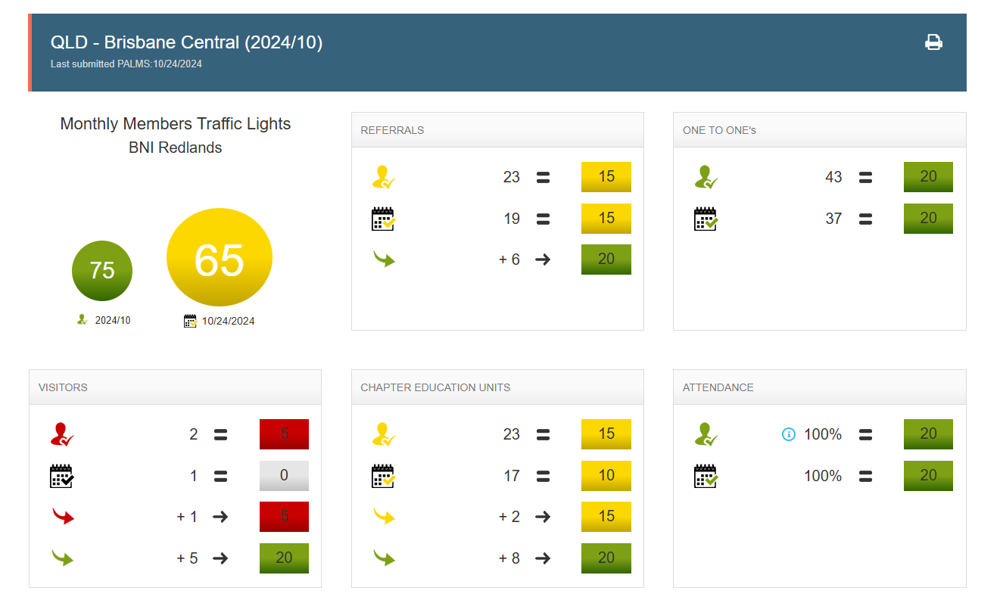 QLD - Brisbane Central (2024/10)
Last submitted PALMS:10/24/2024
Monthly Members Traffic Lights
BNI Redlands
75
2024/10
65
10/24/2024
REFERRALS
23 = 15
19 = 15
+ 6 → 20
ONE TO ONE's
43 = 20
37 = 20
VISITORS
2 = 5
1 = 0
+ 1 → 5
+ 5 → 20
CHAPTER EDUCATION UNITS
23 = 15
17 = 10
+ 2 → 15
+ 8 → 20
ATTENDANCE
100% = 20
100% = 20